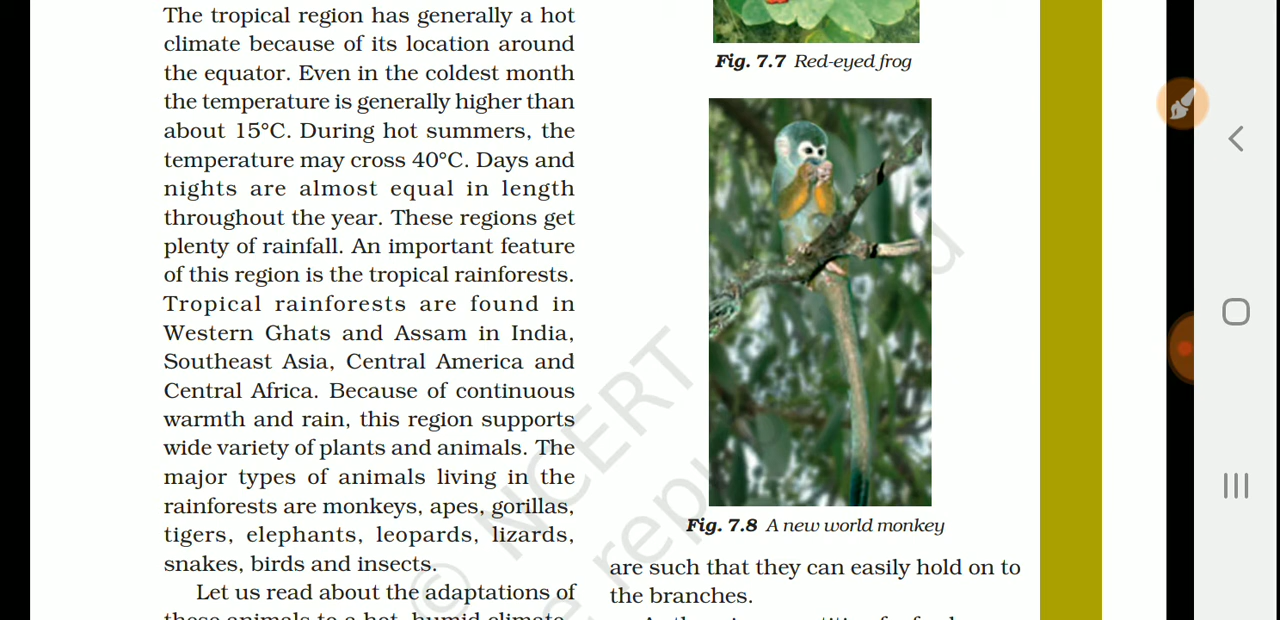 The tropical region has generally a hot
climate because of its location around
the equator. Even in the coldest month
the temperature is generally higher than
about 15°C. During hot summers, the
temperature may cross 40°C. Days and
nights are almost equal in length
throughout the year. These regions get
plenty of rainfall. An important feature
of this region is the tropical rainforests.
Tropical rainforests are found in
Western Ghats and Assam in India,
Southeast Asia, Central America and
Central Africa. Because of continuous
warmth and rain, this region supports
wide variety of plants and animals. The
major types of animals living in the
rainforests are monkeys, apes, gorillas,
tigers, elephants, leopards, lizards,
snakes, birds and insects.
Let us read about the adaptations of
these animals to a hot, humid climate.
Fig. 7.7 Red-eyed frog
Fig. 7.8 A new world monkey
are such that they can easily hold on to
the branches.
© NCERT